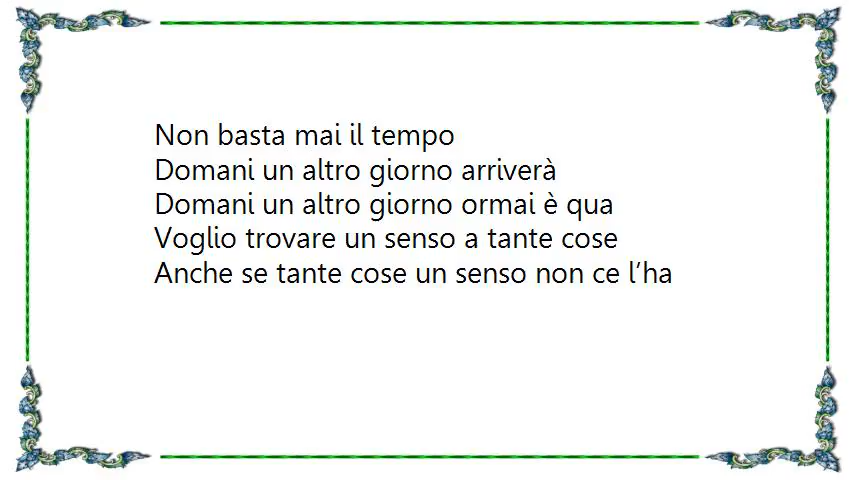 Non basta mai il tempo
Domani un altro giorno arriverà
Domani un altro giorno ormai è qua
Voglio trovare un senso a tante cose
Anche se tante cose un senso non ce l’ha